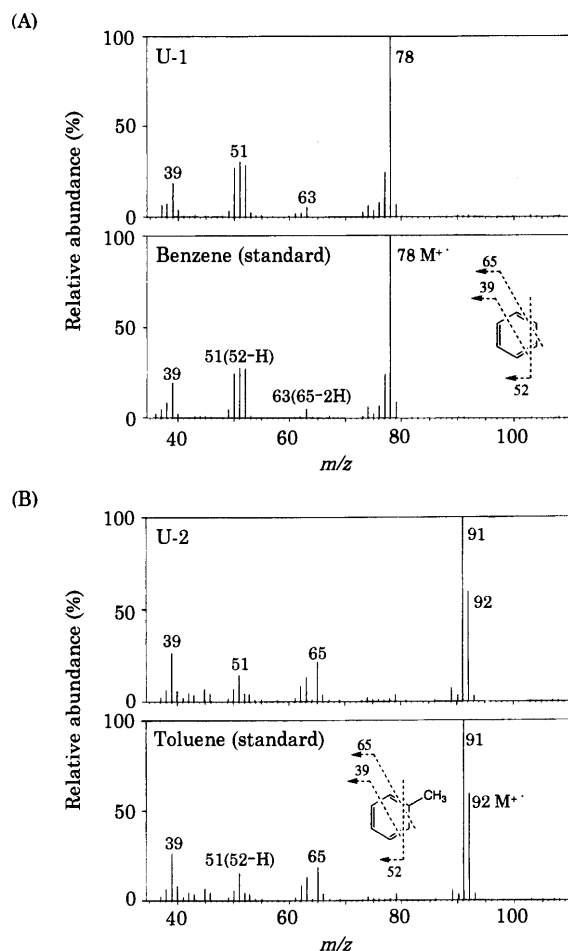 (A)
Relative abundance (%)
100
50
0
U-1
39
51
63
78
100
50
0
Benzene (standard)
39
51(52-H)
63(65-2H)
78 M+·
65
39
52
40
60
80
100
m/z
(B)
Relative abundance (%)
100
50
0
U-2
39
51
65
91
92
100
50
0
Toluene (standard)
39
51(52-H)
65
91
92 M+·
65
39
CH3
52
40
60
80
100
m/z